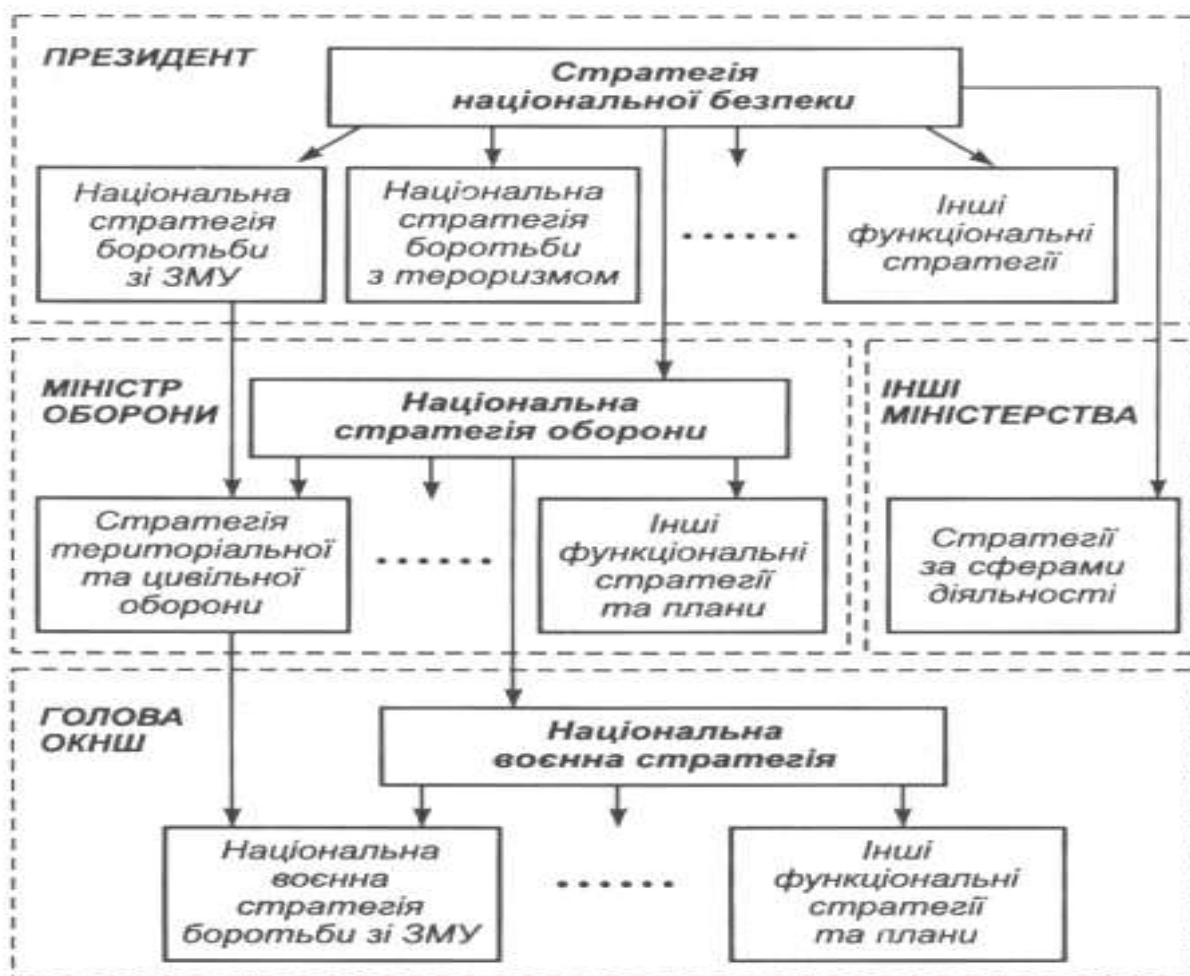 ПРЕЗИДЕНТ
Стратегія
національної безпеки
Національна
стратегія
боротьби
зі ЗМУ
Національна
стратегія
боротьби
з тероризмом
Інші
функціональні
стратегії
МІНІСТР
ОБОРОНИ
Національна
стратегія оборони
ІНШІ
МІНІСТЕРСТВА
Стратегія
територіальної
та цивільної
оборони
Інші
функціональні
стратегії
та плани
Стратегії
за сферами
діяльності
ГОЛОВА
ОКНШ
Національна
воєнна стратегія
Національна
воєнна
стратегія
боротьби зі ЗМУ
Інші
функціональні
стратегії
та плани